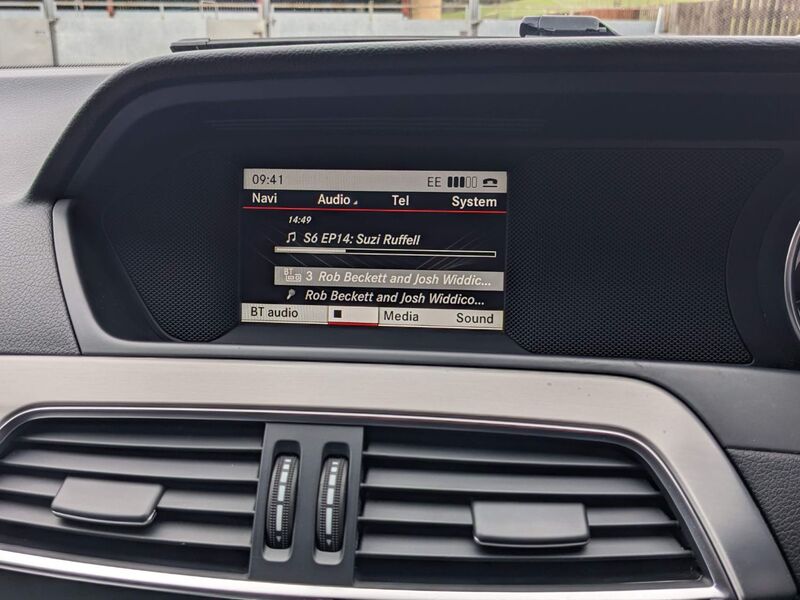 09:41 EE
Navi Audio Tel System
14:49
S6 EP14: Suzi Ruffell
BT 3 Rob Beckett and Josh Widdic...
Rob Beckett and Josh Widdico...
BT audio Media Sound